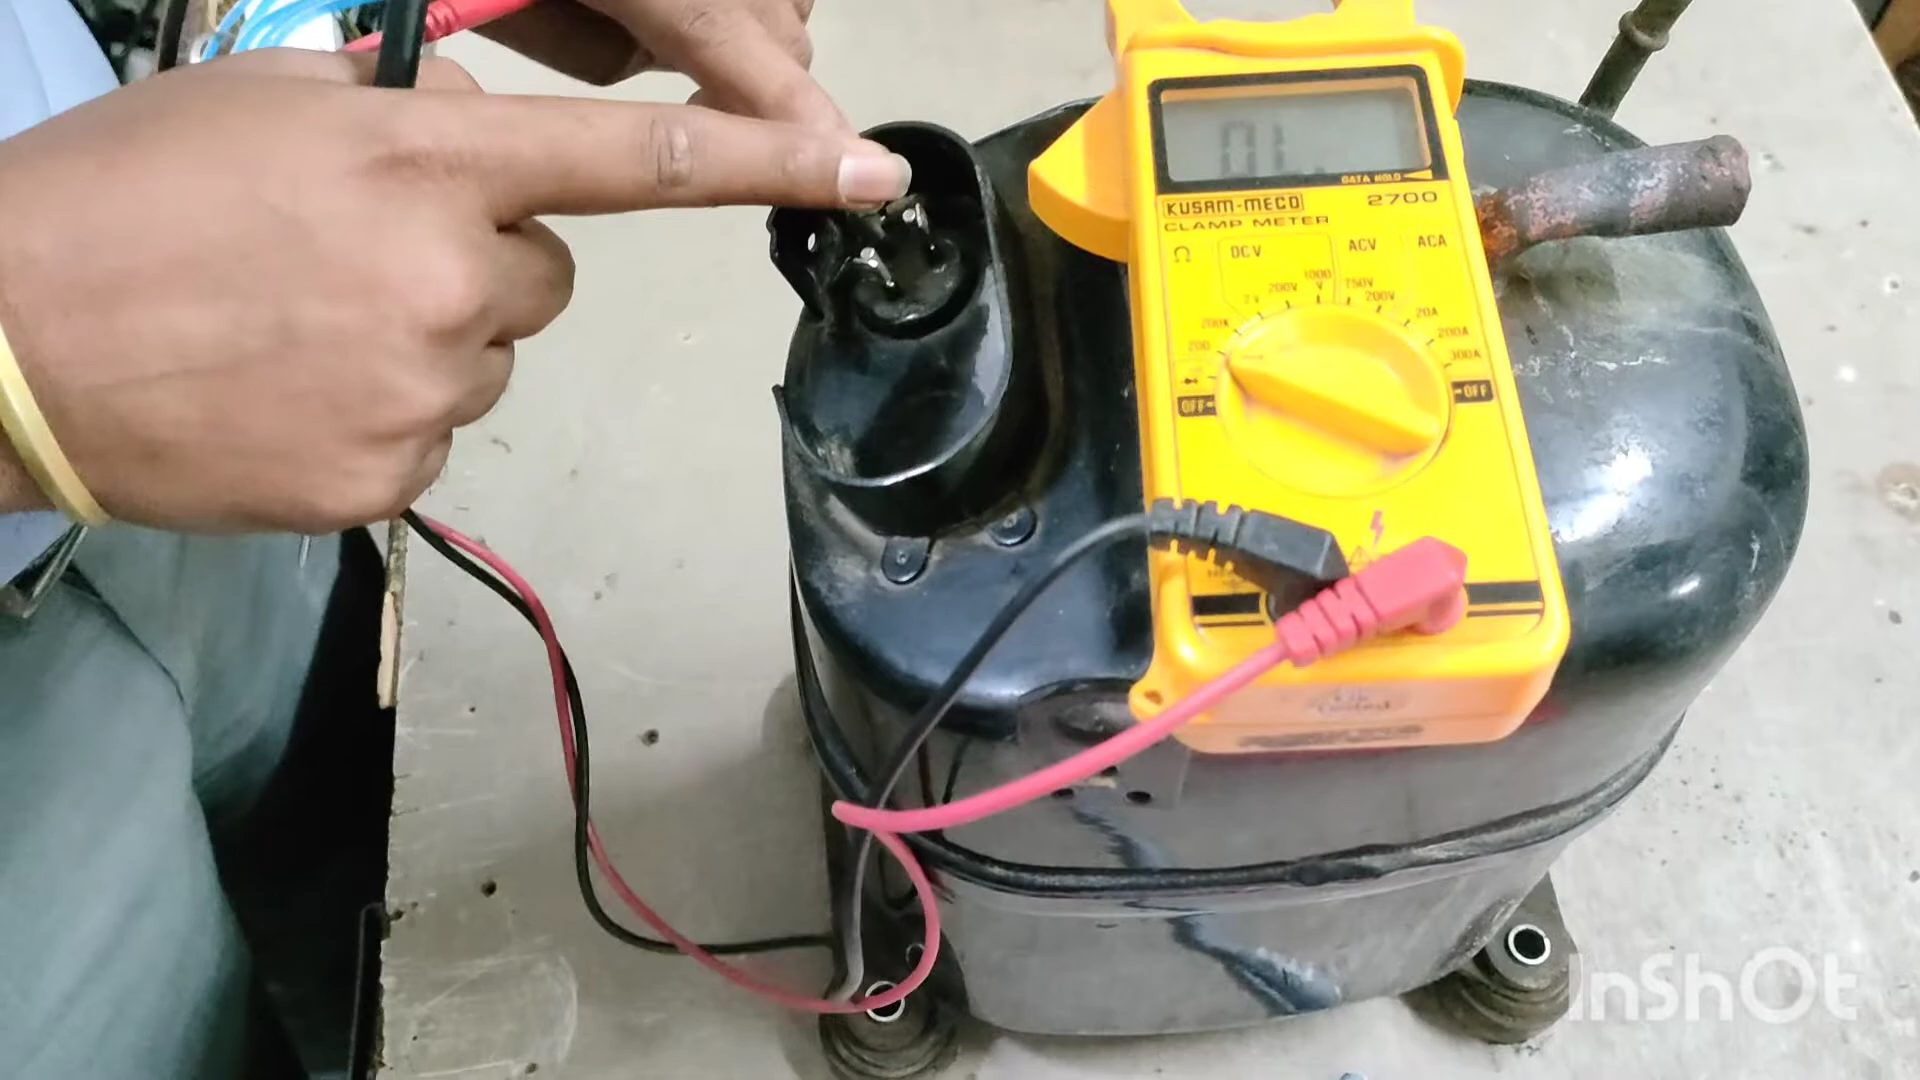 OL
DATA HOLD
KUSAM-MECO 2700
CLAMP METER
Ω DCV ACV ACA
1000
V
200V 750V
2V 200V
200K 20A
200 200A
300A
OFF OFF
InShOt